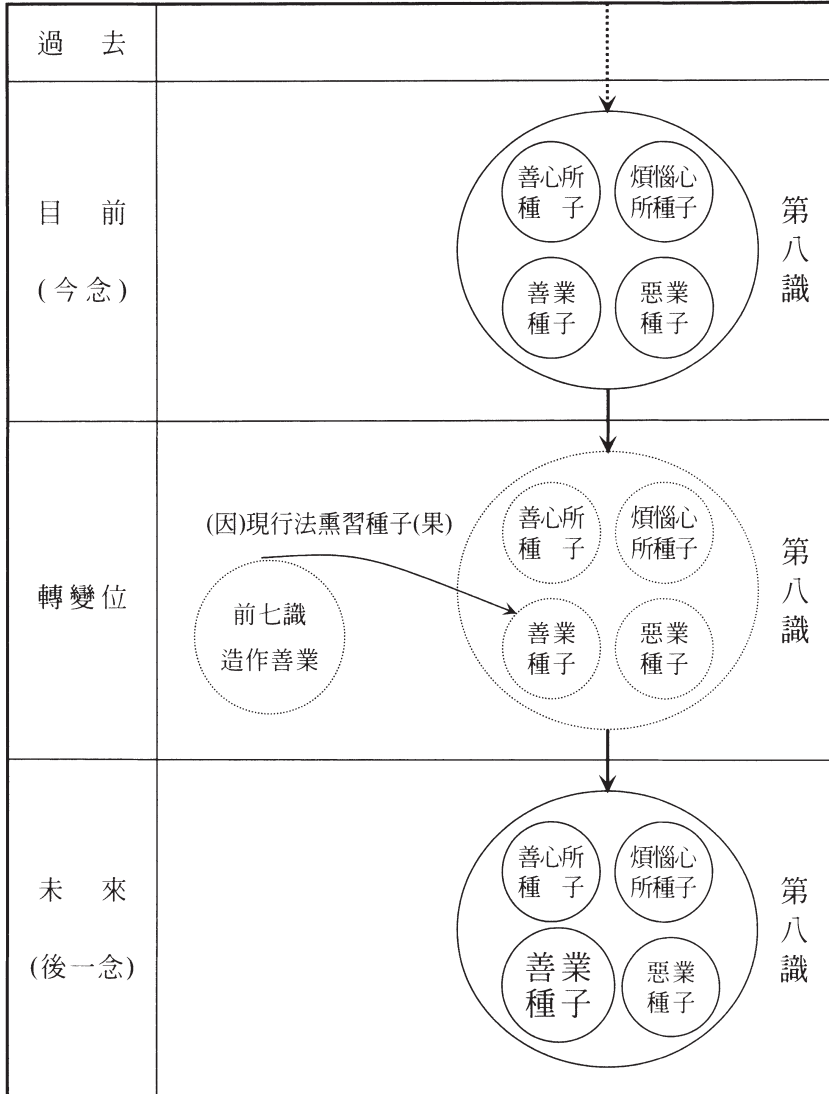 過　去
目　前
(今念)
善心所
種　子
煩惱心
所種子
善業
種子
惡業
種子
第八識
轉變位
(因)現行法熏習種子(果)
前七識
造作善業
善心所
種　子
煩惱心
所種子
善業
種子
惡業
種子
第八識
未　來
(後一念)
善心所
種　子
煩惱心
所種子
善業
種子
惡業
種子
第八識